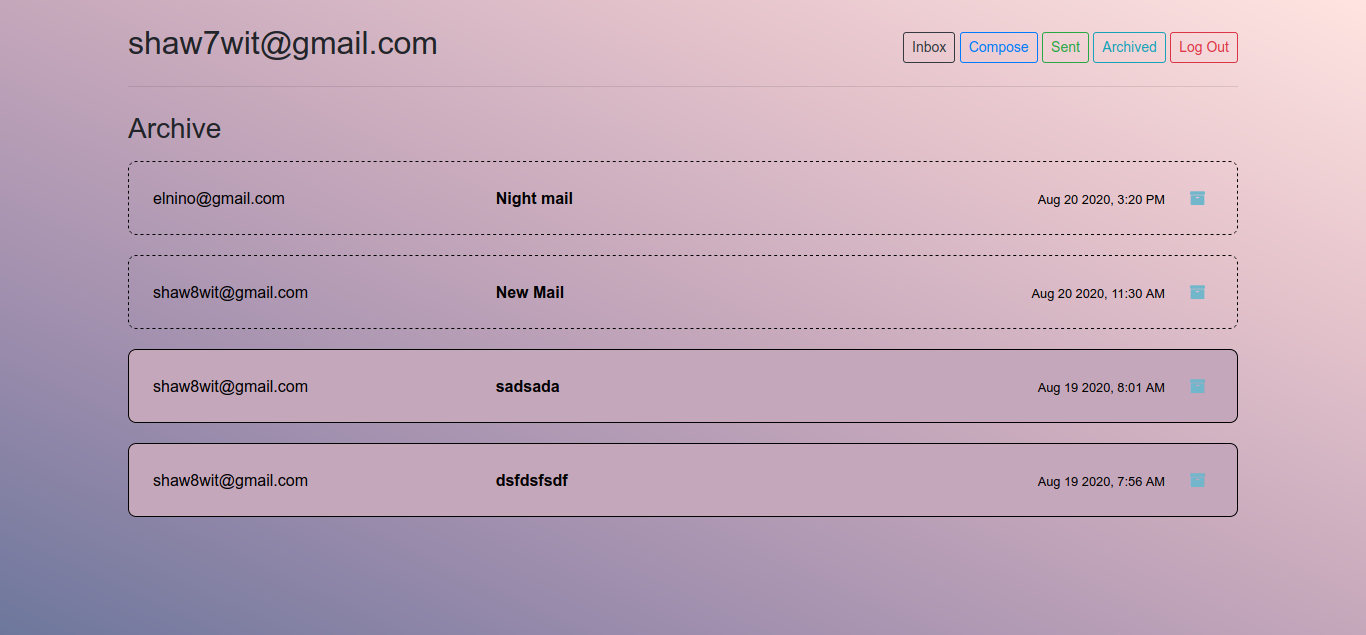 shaw7wit@gmail.com
Inbox Compose Sent Archived Log Out
Archive
elnino@gmail.com Night mail Aug 20 2020, 3:20 PM
shaw8wit@gmail.com New Mail Aug 20 2020, 11:30 AM
shaw8wit@gmail.com sadsada Aug 19 2020, 8:01 AM
shaw8wit@gmail.com dsfdsfsdf Aug 19 2020, 7:56 AM